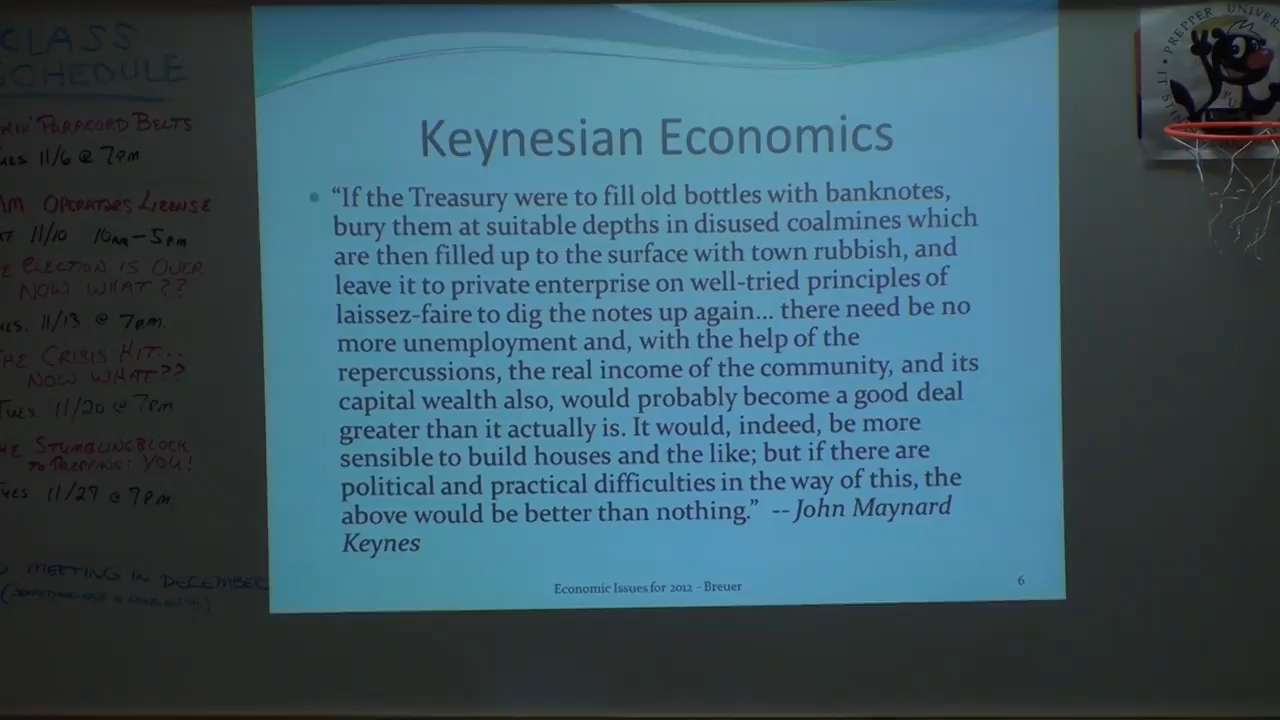 CLASS
SCHEDULE
PARACORD BELTS
11/6 @ 7PM
OPERATORS LICENSE
11/10 10AM-5PM
ELECTION IS OVER
NOW WHAT??
11/13 @ 7PM.
THE CRISIS HIT...
NOW WHAT??
TUES. 11/20 @ 7PM
THE STUMBLINGBLOCK
TO PREPPING: YOU!
TUES 11/27 @ 7PM
MEETING IN DECEMBER
Keynesian Economics
• “If the Treasury were to fill old bottles with banknotes,
bury them at suitable depths in disused coalmines which
are then filled up to the surface with town rubbish, and
leave it to private enterprise on well-tried principles of
laissez-faire to dig the notes up again... there need be no
more unemployment and, with the help of the
repercussions, the real income of the community, and its
capital wealth also, would probably become a good deal
greater than it actually is. It would, indeed, be more
sensible to build houses and the like; but if there are
political and practical difficulties in the way of this, the
above would be better than nothing.” -- John Maynard
Keynes
Economic Issues for 2012 – Breuer
6
PREPPER